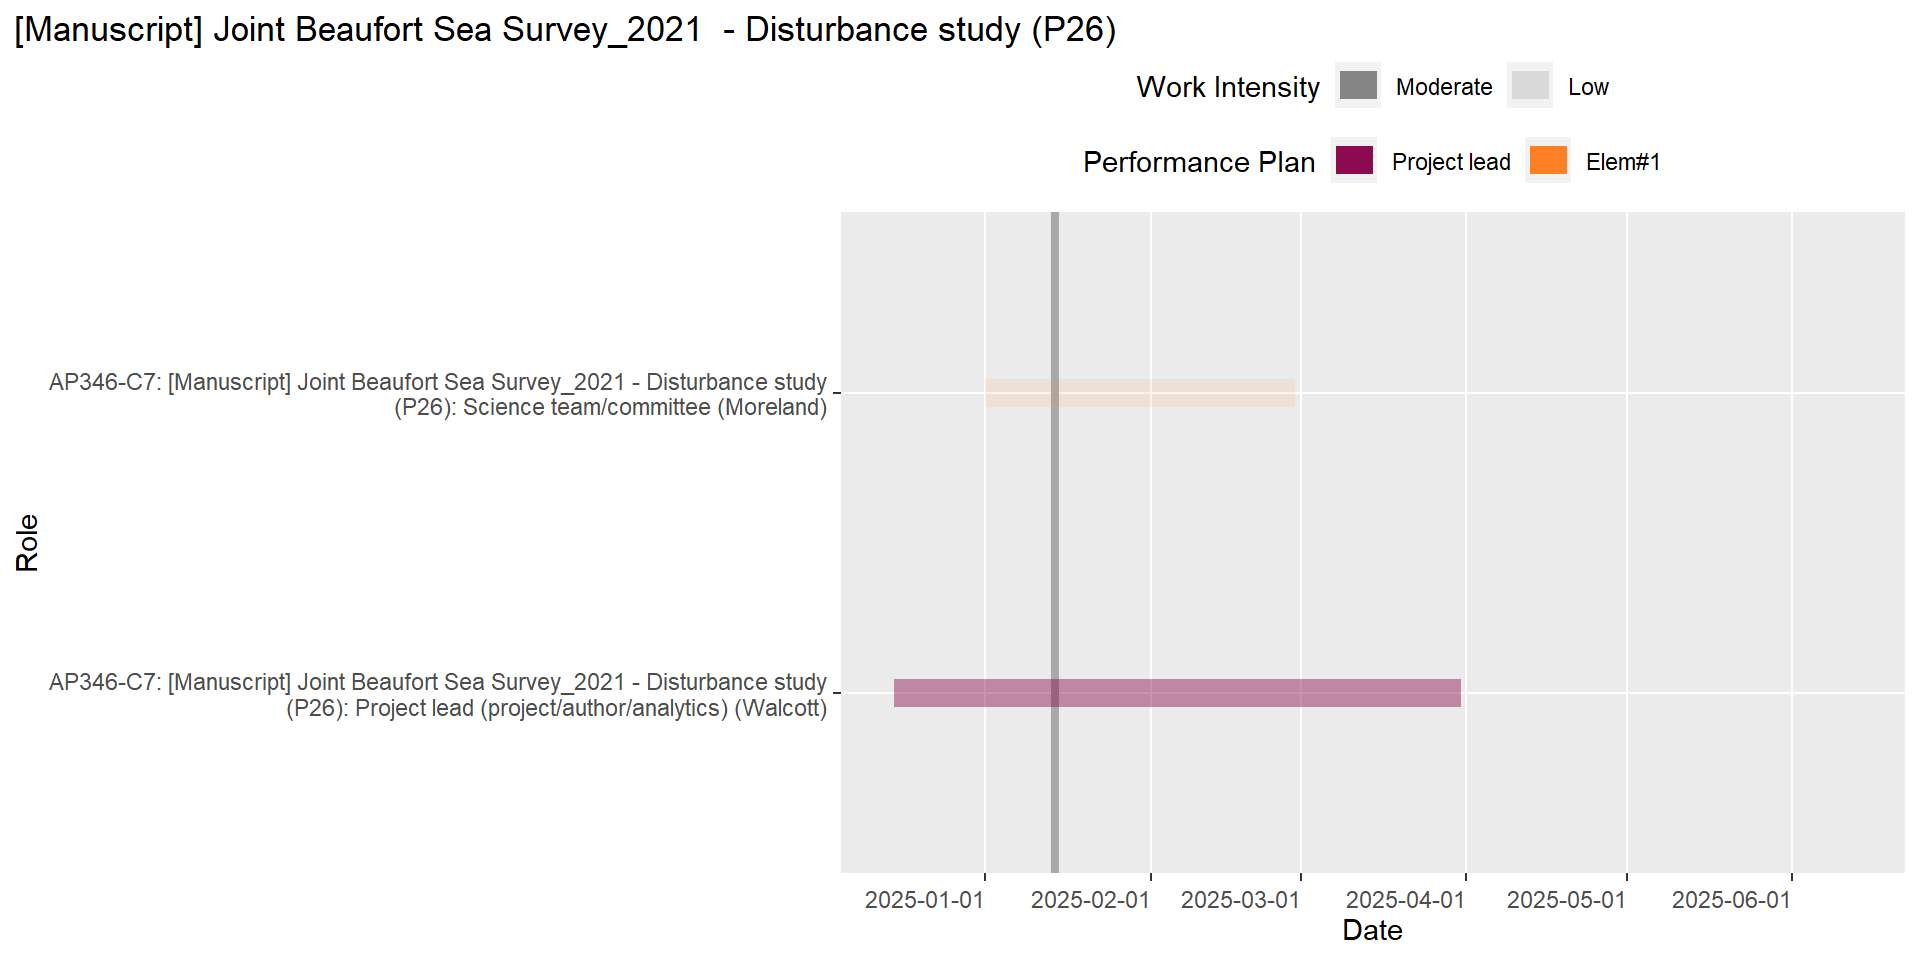 [Manuscript] Joint Beaufort Sea Survey_2021  - Disturbance study (P26)
Work Intensity Moderate Low
Performance Plan Project lead Elem#1
AP346-C7: [Manuscript] Joint Beaufort Sea Survey_2021 - Disturbance study
(P26): Science team/committee (Moreland)
Role
AP346-C7: [Manuscript] Joint Beaufort Sea Survey_2021 - Disturbance study
(P26): Project lead (project/author/analytics) (Walcott)
2025-01-01 2025-02-01 2025-03-01 2025-04-01 2025-05-01 2025-06-01
Date